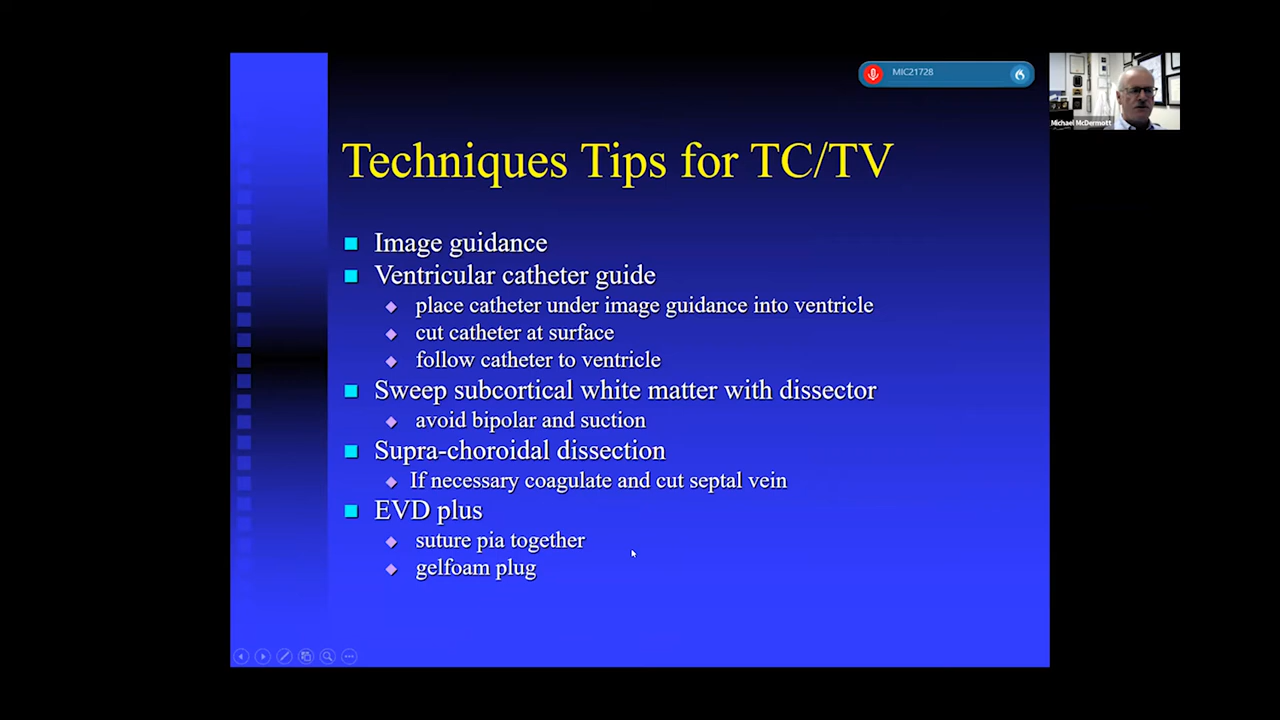 MIC21728
Michael McDermott
Techniques Tips for TC/TV
Image guidance
Ventricular catheter guide
place catheter under image guidance into ventricle
cut catheter at surface
follow catheter to ventricle
Sweep subcortical white matter with dissector
avoid bipolar and suction
Supra-choroidal dissection
If necessary coagulate and cut septal vein
EVD plus
suture pia together
gelfoam plug